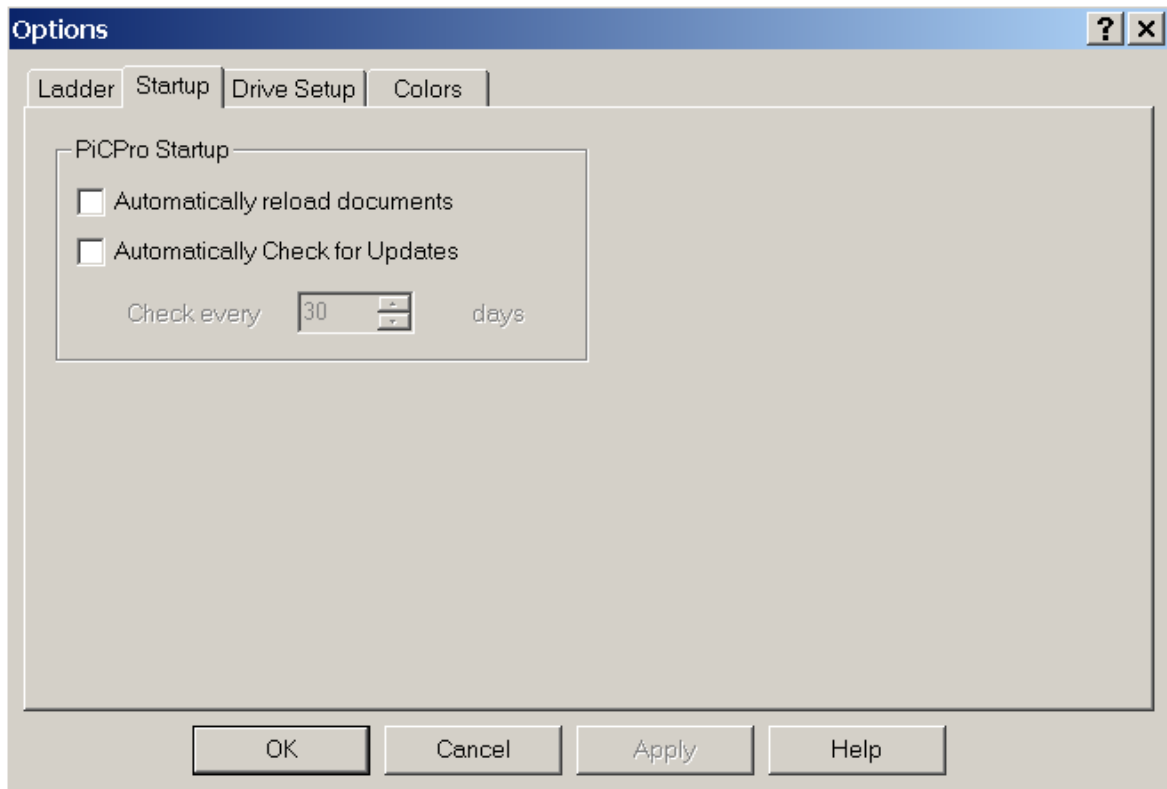 Options
Ladder Startup Drive Setup Colors
PiCPro Startup
Automatically reload documents
Automatically Check for Updates
Check every 30 days
OK Cancel Apply Help